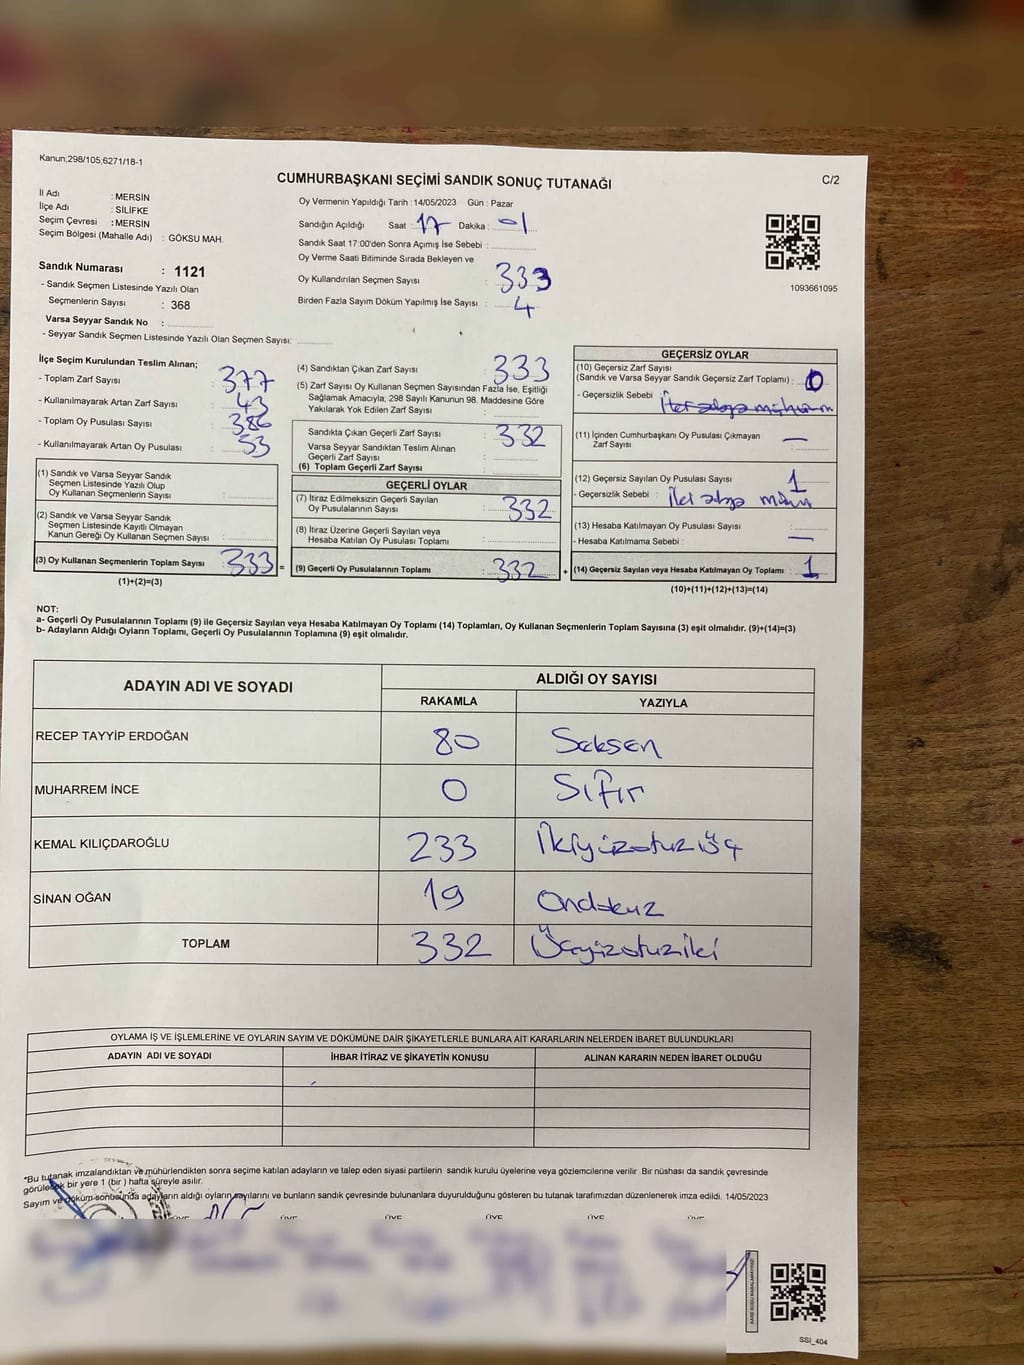 Kanun;298/105;6271/18-1
CUMHURBAŞKANI SEÇİMİ SANDIK SONUÇ TUTANAĞI
C/2
İl Adı : MERSİN
İlçe Adı : SİLİFKE
Seçim Çevresi : MERSİN
Seçim Bölgesi (Mahalle Adı) : GÖKSU MAH.
Sandık Numarası : 1121
- Sandık Seçmen Listesinde Yazılı Olan
Seçmenlerin Sayısı : 368
Varsa Seyyar Sandık No :
- Seyyar Sandık Seçmen Listesinde Yazılı Olan Seçmen Sayısı:
Oy Vermenin Yapıldığı Tarih : 14/05/2023 Gün : Pazar
Sandığın Açıldığı Saat : 17 Dakika : 01
Sandık Saat 17:00'den Sonra Açımış İse Sebebi :
Oy Verme Saati Bitiminde Sırada Bekleyen ve
Oy Kullandırılan Seçmen Sayısı : 333
Birden Fazla Sayım Döküm Yapılmış İse Sayısı : 4
1093661095
İlçe Seçim Kurulundan Teslim Alınan;
- Toplam Zarf Sayısı : 377
- Kullanılmayarak Artan Zarf Sayısı : 43
- Toplam Oy Pusulası Sayısı : 386
- Kullanılmayarak Artan Oy Pusulası : 53
(1) Sandık ve Varsa Seyyar Sandık
Seçmen Listesinde Yazılı Olup
Oy Kullanan Seçmenlerin Sayısı :
(2) Sandık ve Varsa Seyyar Sandık
Seçmen Listesinde Kayıtlı Olmayan
Kanun Gereği Oy Kullanan Seçmen Sayısı :
(3) Oy Kullanan Seçmenlerin Toplam Sayısı : 333 =
(1)+(2)=(3)
(4) Sandıktan Çıkan Zarf Sayısı : 333
(5) Zarf Sayısı Oy Kullanan Seçmen Sayısından Fazla İse, Eşitliği
Sağlamak Amacıyla; 298 Sayılı Kanunun 98. Maddesine Göre
Yakılarak Yok Edilen Zarf Sayısı :
Sandıkta Çıkan Geçerli Zarf Sayısı : 332
Varsa Seyyar Sandıktan Teslim Alınan
Geçerli Zarf Sayısı :
(6) Toplam Geçerli Zarf Sayısı :
GEÇERLİ OYLAR
(7) İtiraz Edilmeksizin Geçerli Sayılan
Oy Pusulalarının Sayısı : 332
(8) İtiraz Üzerine Geçerli Sayılan veya
Hesaba Katılan Oy Pusulası Toplamı :
(9) Geçerli Oy Pusulalarının Toplamı : 332 +
GEÇERSİZ OYLAR
(10) Geçersiz Zarf Sayısı
(Sandık ve Varsa Seyyar Sandık Geçersiz Zarf Toplamı) : 0
- Geçersizlik Sebebi :
(11) İçinden Cumhurbaşkanı Oy Pusulası Çıkmayan
Zarf Sayısı : —
(12) Geçersiz Sayılan Oy Pusulası Sayısı : 1
- Geçersizlik Sebebi : İki
(13) Hesaba Katılmayan Oy Pusulası Sayısı :
- Hesaba Katılmama Sebebi : —
(14) Geçersiz Sayılan veya Hesaba Katılmayan Oy Toplamı : 1
(10)+(11)+(12)+(13)=(14)
NOT:
a- Geçerli Oy Pusulalarının Toplamı (9) ile Geçersiz Sayılan veya Hesaba Katılmayan Oy Toplamı (14) Toplamları, Oy Kullanan Seçmenlerin Toplam Sayısına (3) eşit olmalıdır. (9)+(14)=(3)
b- Adayların Aldığı Oyların Toplamı, Geçerli Oy Pusulalarının Toplamına (9) eşit olmalıdır.
ADAYIN ADI VE SOYADI ALDIĞI OY SAYISI
RAKAMLA YAZIYLA
RECEP TAYYİP ERDOĞAN 80 Seksen
MUHARREM İNCE 0 Sıfır
KEMAL KILIÇDAROĞLU 233 İkiyüzotuzüç
SİNAN OĞAN 19 Ondokuz
TOPLAM 332 Üçyüzotuziki
OYLAMA İŞ VE İŞLEMLERİNE VE OYLARIN SAYIM VE DÖKÜMÜNE DAİR ŞİKAYETLERLE BUNLARA AİT KARARLARIN NELERDEN İBARET BULUNDUKLARI
ADAYIN ADI VE SOYADI İHBAR İTİRAZ VE ŞİKAYETİN KONUSU ALINAN KARARIN NEDEN İBARET OLDUĞU
*Bu tutanak imzalandıktan ve mühürlendikten sonra seçime katılan adayların ve talep eden siyasi partilerin sandık kurulu üyelerine veya gözlemcilerine verilir. Bir nüshası da sandık çevresinde
görülecek bir yere 1 (bir) hafta süreyle asılır.
Sayım ve döküm sonbunda adayların aldığı oyların sayılarını ve bunların sandık çevresinde bulunanlara duyurulduğunu gösteren bu tutanak tarafımızdan düzenlenerek imza edildi. 14/05/2023
ÜYE ÜYE ÜYE ÜYE ÜYE ÜYE
SSI_404